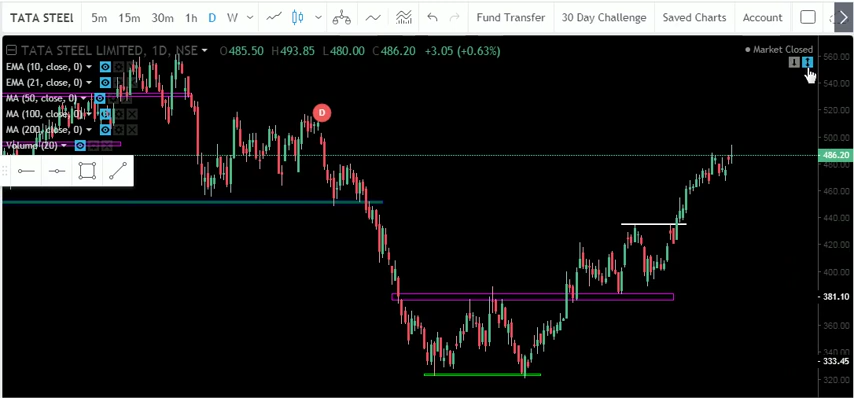 TATA STEEL 5m 15m 30m 1h D W Fund Transfer 30 Day Challenge Saved Charts Account
TATA STEEL LIMITED, 1D, NSE O485.50 H493.85 L480.00 C486.20 +3.05 (+0.63%)
Market Closed
EMA (10, close, 0)
EMA (21, close, 0)
MA (50, close, 0)
MA (100, close, 0)
MA (200, close, 0)
Volume (20)
D
560.00
540.00
520.00
500.00
486.20
460.00
440.00
420.00
400.00
381.10
360.00
333.45
320.00